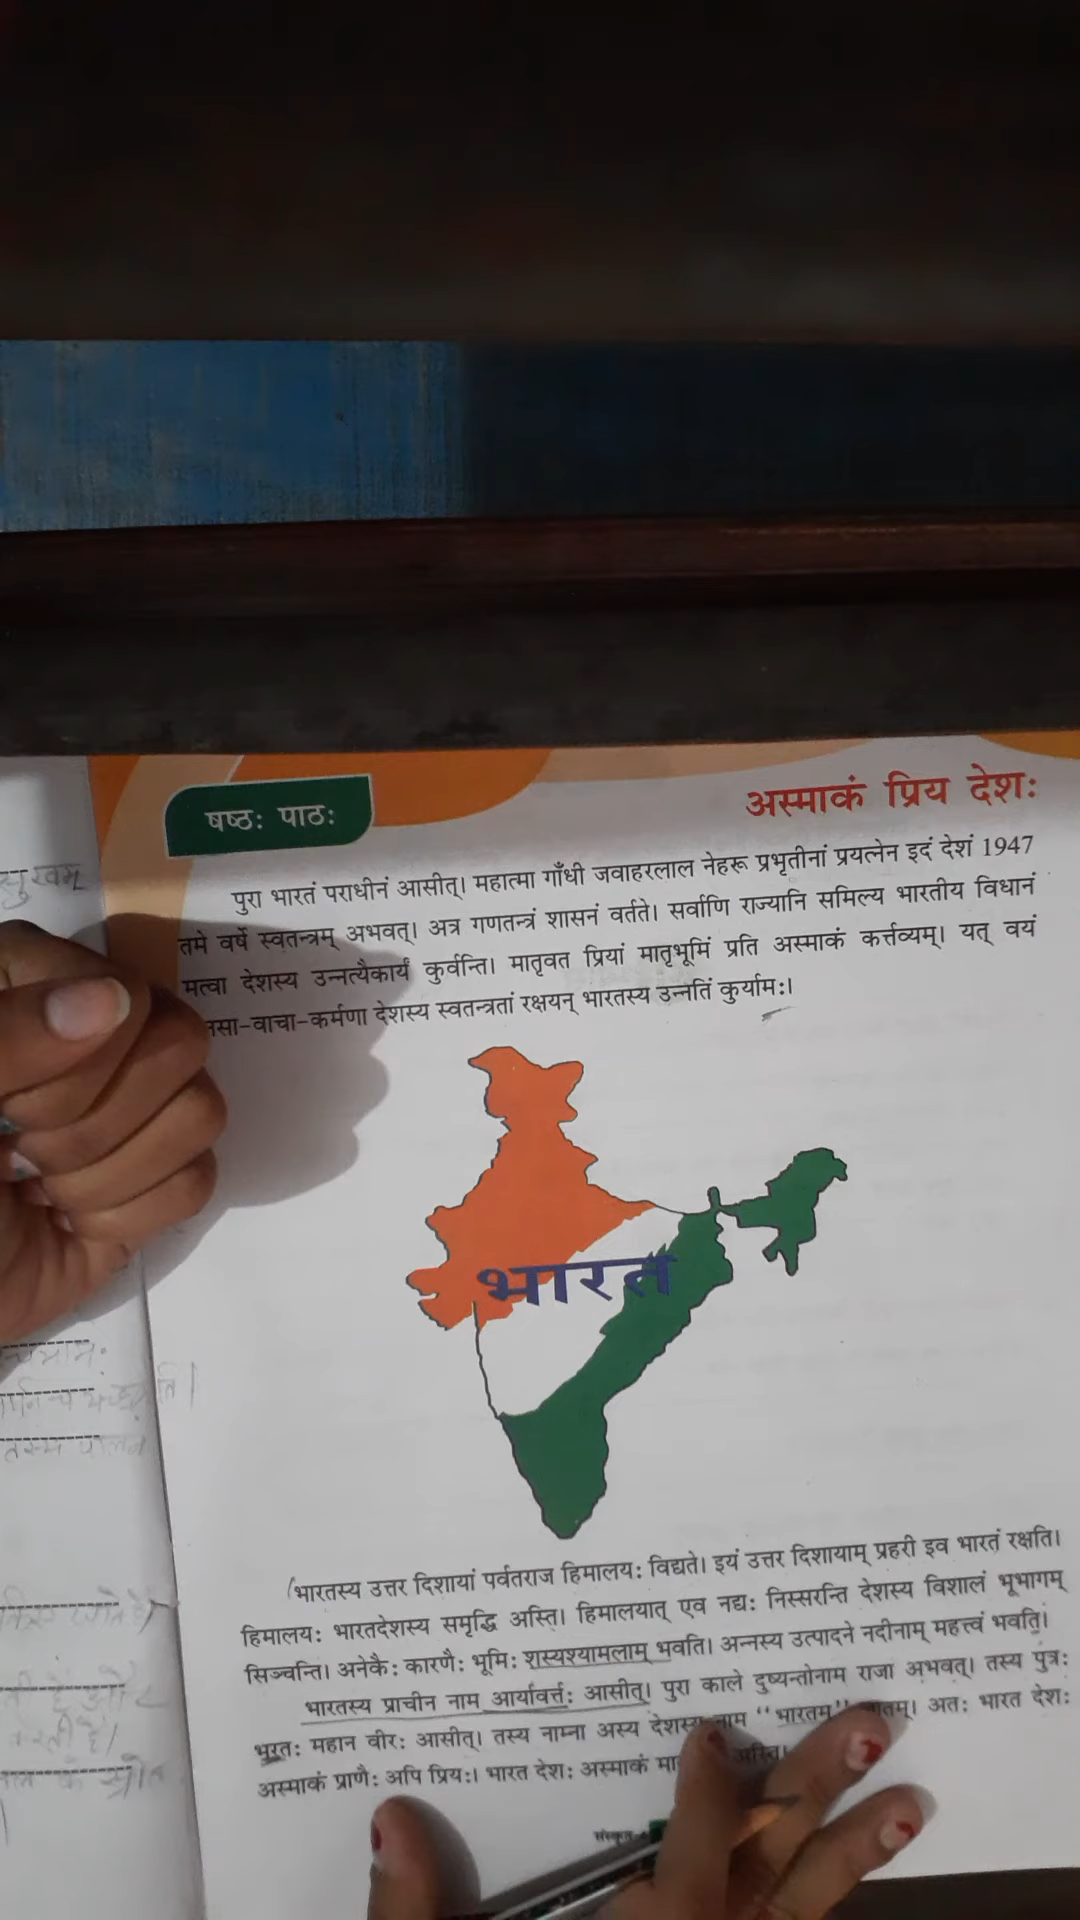 षष्ठः पाठः
अस्माकं प्रिय देशः
पुरा भारतं पराधीनं आसीत्। महात्मा गाँधी जवाहरलाल नेहरू प्रभृतीनां प्रयत्नेन इदं देशं 1947
तमे वर्षे स्वतन्त्रम् अभवत्। अत्र गणतन्त्रं शासनं वर्तते। सर्वाणि राज्यानि समिल्य भारतीय विधानं
मत्वा देशस्य उन्नत्यैकार्यं कुर्वन्ति। मातृवत प्रियां मातृभूमिं प्रति अस्माकं कर्त्तव्यम्। यत् वयं
-वाचा-कर्मणा देशस्य स्वतन्त्रतां रक्षयन् भारतस्य उन्नतिं कुर्यामः।
भारत
भारतस्य उत्तर दिशायां पर्वतराज हिमालयः विद्यते। इयं उत्तर दिशायाम् प्रहरी इव भारतं रक्षति।
हिमालयः भारतदेशस्य समृद्धि अस्ति। हिमालयात् एव नद्यः निस्सरन्ति देशस्य विशालं भूभागम्
सिञ्चन्ति। अनेकैः कारणैः भूमिः शस्यश्यामलाम् भवति। अन्नस्य उत्पादने नदीनाम् महत्त्वं भवति।
भारतस्य प्राचीन नाम आर्यावर्त्तः आसीत्। पुरा काले दुष्यन्तोनाम राजा अभवत्। तस्य पुत्रः
भरतः महान वीरः आसीत्। तस्य नाम्ना अस्य देशस्य नाम "भारतम्" अतः भारत देशः
अस्माकं प्राणैः अपि प्रियः। भारत देशः अस्माकं अस्ति।
सुखम्